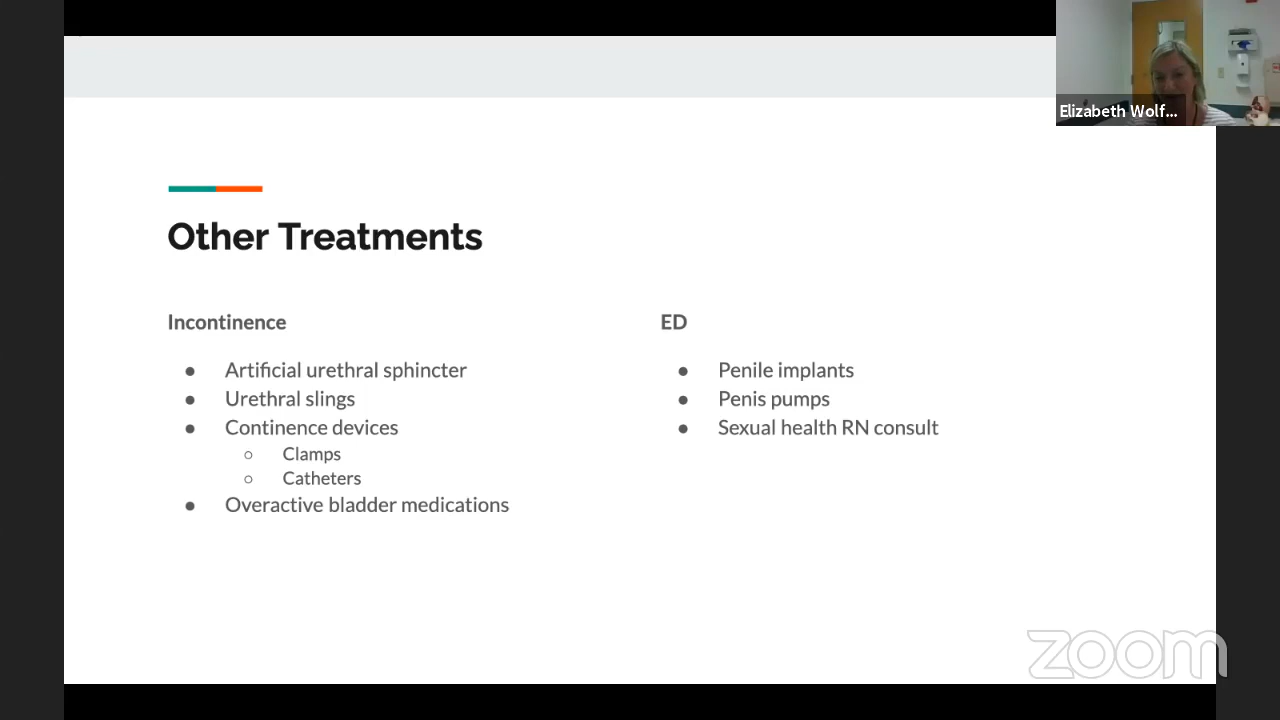 Elizabeth Wolf...
Other Treatments
Incontinence
● Artificial urethral sphincter
● Urethral slings
● Continence devices
○ Clamps
○ Catheters
● Overactive bladder medications
ED
● Penile implants
● Penis pumps
● Sexual health RN consult
zoom